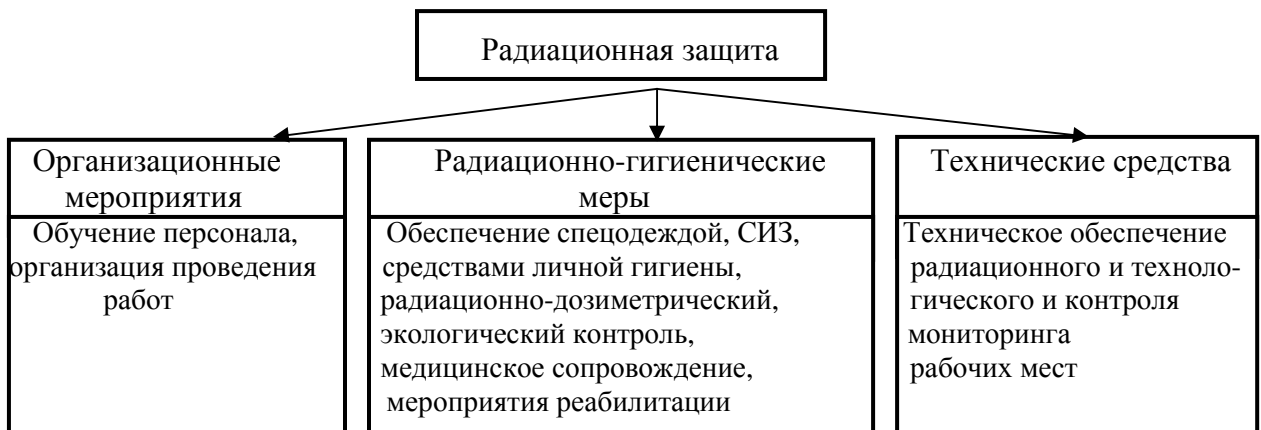 Радиационная защита
Организационные
мероприятия
Обучение персонала,
организация проведения
работ
Радиационно-гигиенические
меры
Обеспечение спецодеждой, СИЗ,
средствами личной гигиены,
радиационно-дозиметрический,
экологический контроль,
медицинское сопровождение,
мероприятия реабилитации
Технические средства
Техническое обеспечение
радиационного и техноло-
гического и контроля
мониторинга
рабочих мест